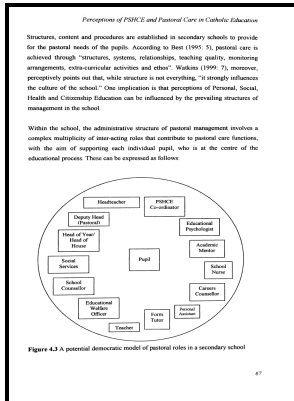 Perceptions of PSHCE and Pastoral Care in Catholic Education
Structures, content and procedures are established in secondary schools to provide
for the pastoral needs of the pupils. According to Best (1995: 5), pastoral care is
achieved through "structures, systems, relationships, teaching quality, monitoring
arrangements, extra-curricular activities and ethos". Watkins (1999: 7), moreover,
perceptively points out that, while structure is not everything, "it strongly influences
the culture of the school." One implication is that perceptions of Personal, Social,
Health and Citizenship Education can be influenced by the prevailing structures of
management in the school.
Within the school, the administrative structure of pastoral management involves a
complex multiplicity of inter-acting roles that contribute to pastoral care functions,
with the aim of supporting each individual pupil, who is at the centre of the
educational process. These can be expressed as follows:
Headteacher
PSHCE
Co-ordinator
Deputy Head
(Pastoral)
Educational
Psychologist
Head of Year/
Head of
House
Academic
Mentor
Social
Services
Pupil
School
Nurse
School
Counsellor
Careers
Counsellor
Educational
Welfare
Officer
Form
Tutor
Personal
Assistant
Teacher
Figure 4.3 A potential democratic model of pastoral roles in a secondary school
67